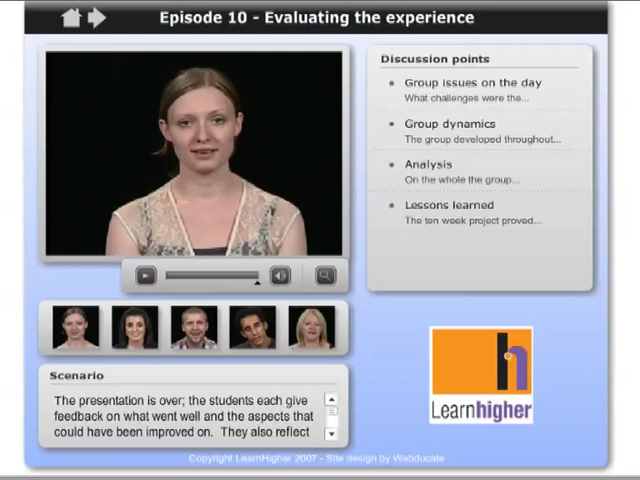 Episode 10 - Evaluating the experience
Discussion points
Group issues on the day
What challenges were the...
Group dynamics
The group developed throughout...
Analysis
On the whole the group...
Lessons learned
The ten week project proved...
Scenario
The presentation is over; the students each give
feedback on what went well and the aspects that
could have been improved on. They also reflect
h
Learnhigher
Copyright LearnHigher 2007 - Site design by Webducate